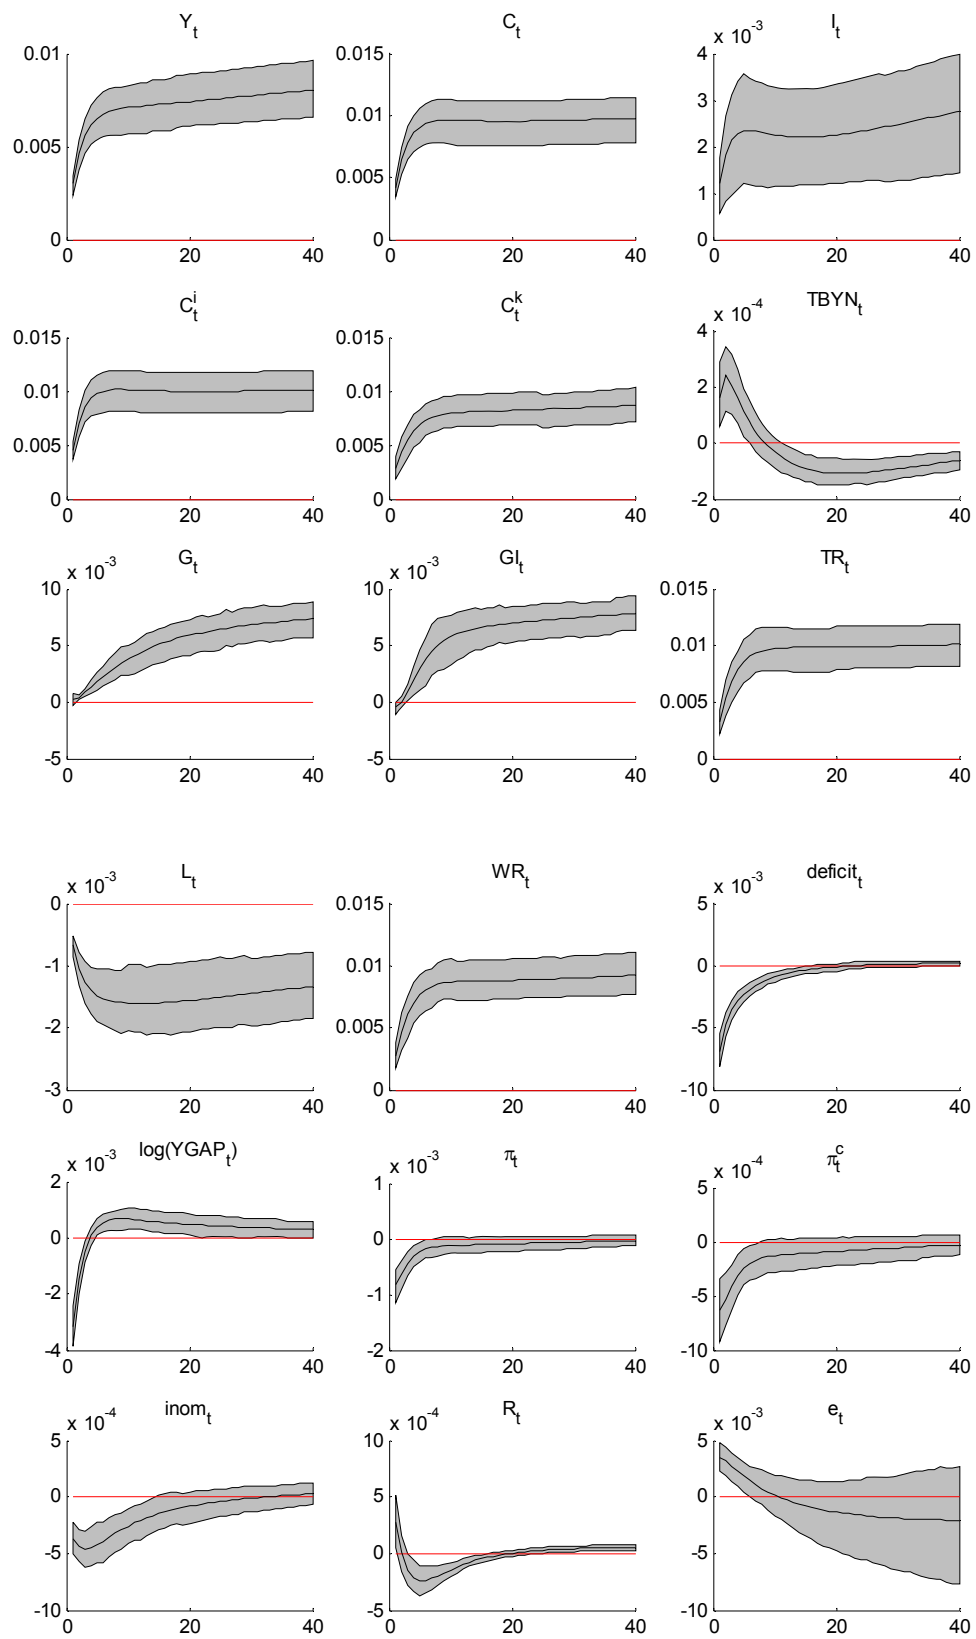 Y_t C_t I_t
x 10^-3
0.01 0.015 4
0.005 0.01 3
0.005 2
1
0 0 0
0 20 40 0 20 40 0 20 40
C_t^i C_t^k TBYN_t
x 10^-4
0.015 0.015 4
0.01 0.01 2
0.005 0.005 0
0 0 -2
0 20 40 0 20 40 0 20 40
G_t GI_t TR_t
x 10^-3 x 10^-3
10 10 0.015
5 5 0.01
0 0 0.005
-5 -5 0
0 20 40 0 20 40 0 20 40
L_t WR_t deficit_t
x 10^-3 x 10^-3
0 0.015 5
-1 0.01 0
-2 0.005 -5
-3 0 -10
0 20 40 0 20 40 0 20 40
log(YGAP_t) π_t π_t^c
x 10^-3 x 10^-3 x 10^-4
2 1 5
0 0 0
-2 -1 -5
-4 -2 -10
0 20 40 0 20 40 0 20 40
inom_t R_t e_t
x 10^-4 x 10^-4 x 10^-3
5 10 5
0 5 0
-5 0 -5
-10 -5 -10
0 20 40 0 20 40 0 20 40